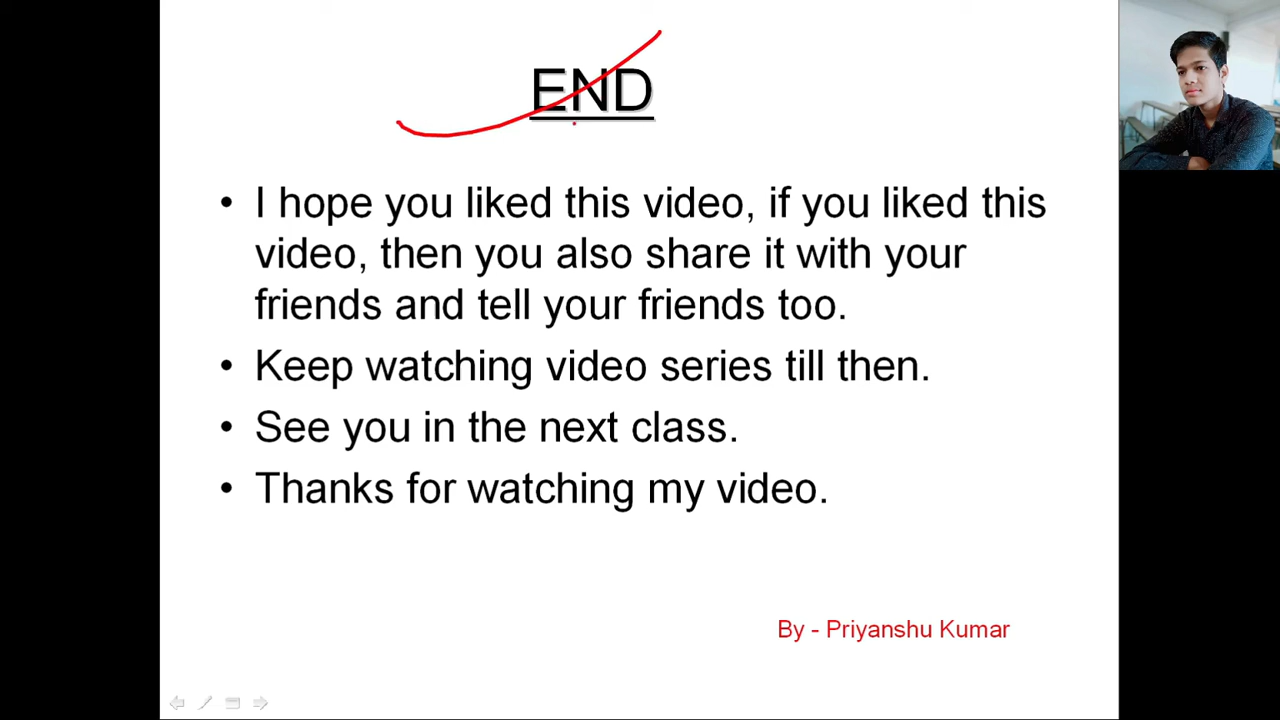 END
• I hope you liked this video, if you liked this
video, then you also share it with your
friends and tell your friends too.
• Keep watching video series till then.
• See you in the next class.
• Thanks for watching my video.
By - Priyanshu Kumar